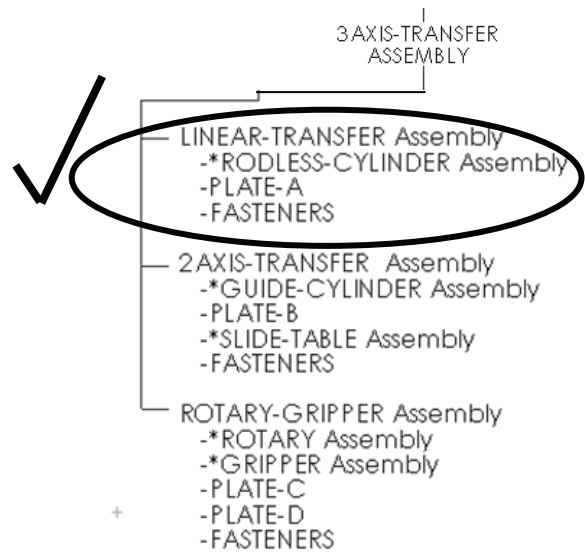 3AXIS-TRANSFER
ASSEMBLY
LINEAR-TRANSFER Assembly
-*RODLESS-CYLINDER Assembly
-PLATE-A
-FASTENERS
2AXIS-TRANSFER Assembly
-*GUIDE-CYLINDER Assembly
-PLATE-B
-*SLIDE-TABLE Assembly
-FASTENERS
ROTARY-GRIPPER Assembly
-*ROTARY Assembly
-*GRIPPER Assembly
-PLATE-C
-PLATE-D
-FASTENERS